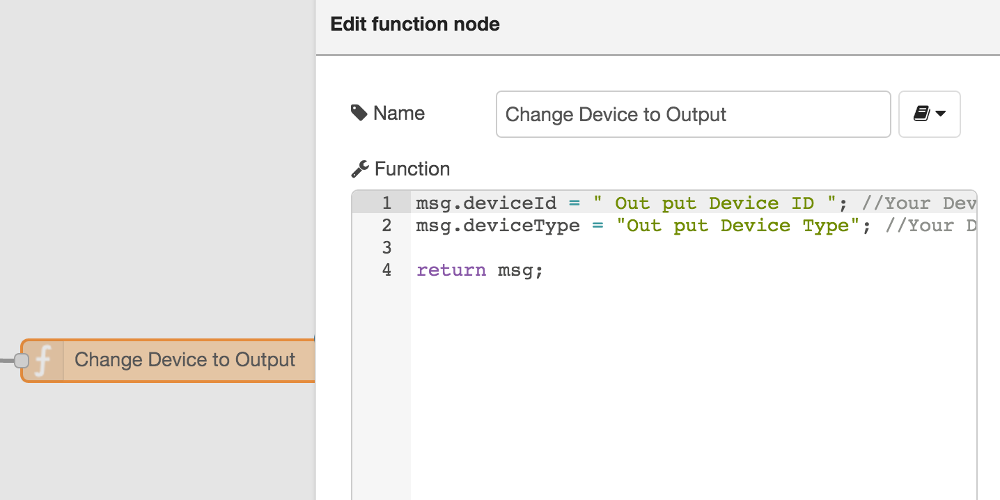 Edit function node
Name
Change Device to Output
Function
1 msg.deviceId = " Out put Device ID "; //Your Dev
2 msg.deviceType = "Out put Device Type"; //Your D
3
4 return msg;
f Change Device to Output